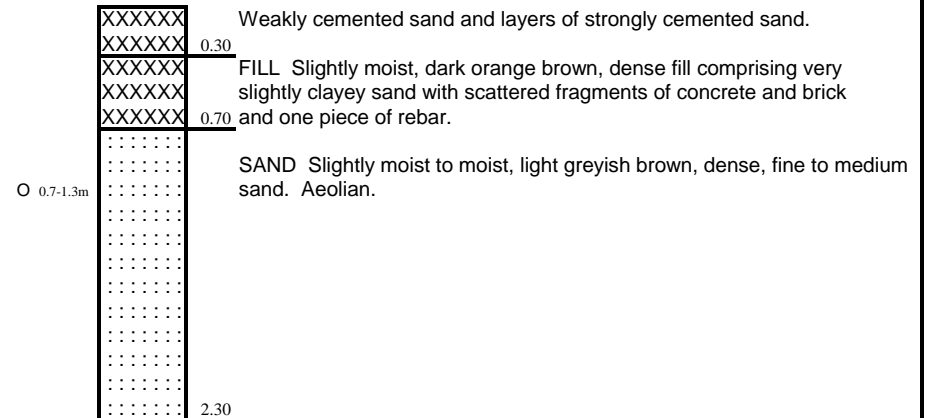 XXXXXX Weakly cemented sand and layers of strongly cemented sand.
XXXXXX 0.30
XXXXXX FILL Slightly moist, dark orange brown, dense fill comprising very
XXXXXX slightly clayey sand with scattered fragments of concrete and brick
XXXXXX 0.70 and one piece of rebar.
: : : : : : :
: : : : : : : SAND Slightly moist to moist, light greyish brown, dense, fine to medium
O 0.7-1.3m : : : : : : : sand. Aeolian.
: : : : : : :
: : : : : : :
: : : : : : :
: : : : : : :
: : : : : : :
: : : : : : :
: : : : : : :
: : : : : : :
: : : : : : : 2.30